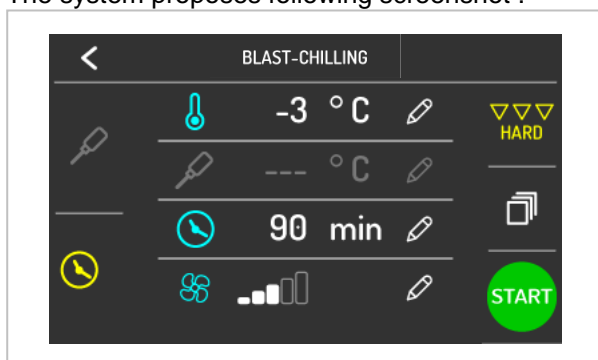 The system proposes following screenshot :
BLAST-CHILLING
-3 °C
HARD
--- °C
90 min
START